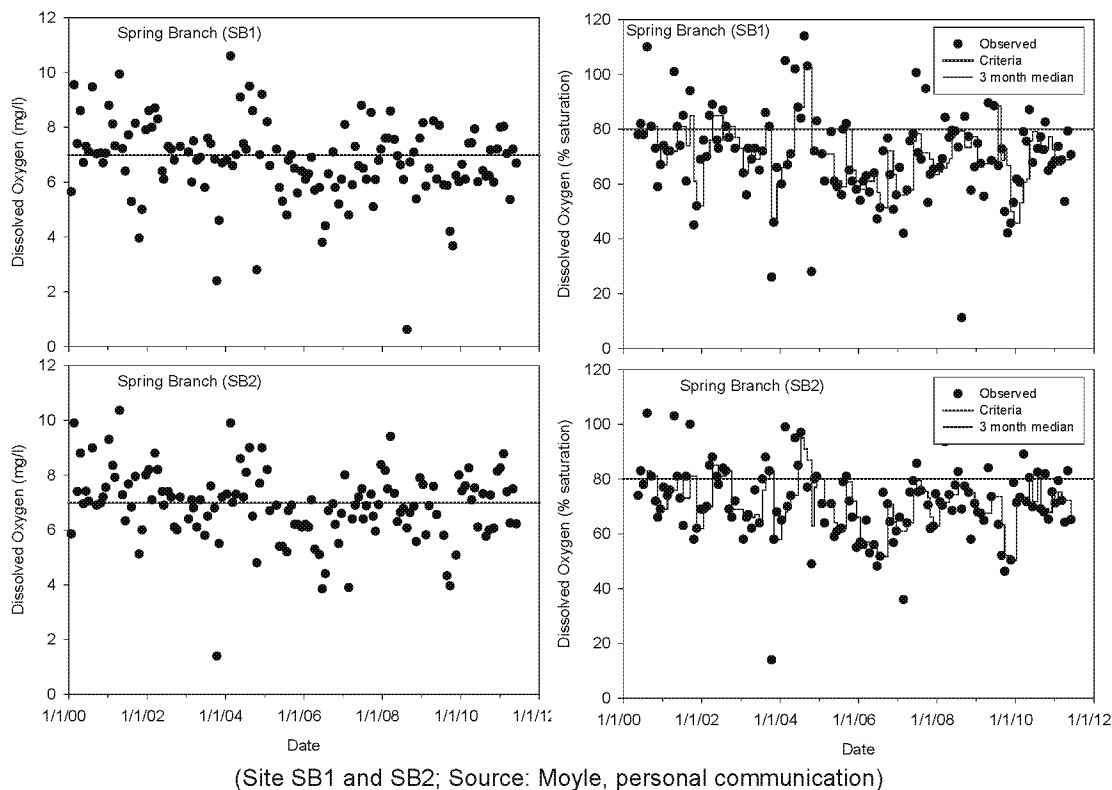 Spring Branch (SB1)
Dissolved Oxygen (mg/l)
12
10
8
6
4
2
0
Spring Branch (SB1)
Observed
Criteria
3 month median
Dissolved Oxygen (% saturation)
120
100
80
60
40
20
0
Spring Branch (SB2)
Dissolved Oxygen (mg/l)
12
10
8
6
4
2
0
1/1/00 1/1/02 1/1/04 1/1/06 1/1/08 1/1/10 1/1/12
Date
Spring Branch (SB2)
Observed
Criteria
3 month median
Dissolved Oxygen (% saturation)
120
100
80
60
40
20
0
1/1/00 1/1/02 1/1/04 1/1/06 1/1/08 1/1/10 1/1/12
Date
(Site SB1 and SB2; Source: Moyle, personal communication)